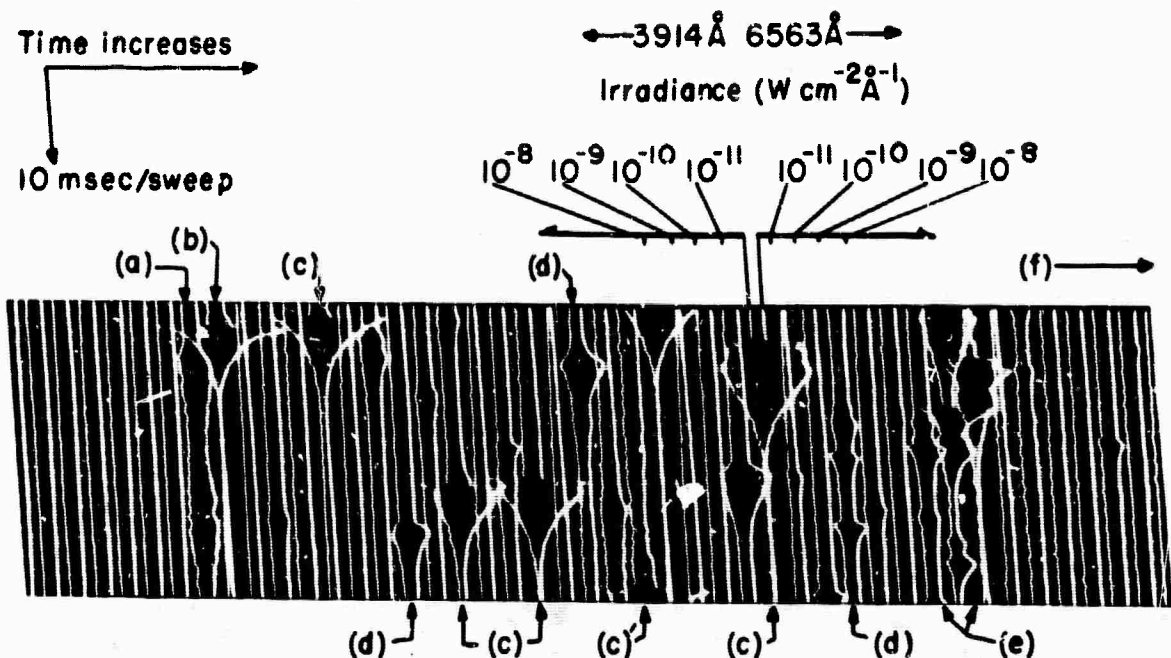 Time increases
10 msec/sweep
3914Å 6563Å
Irradiance (W cm⁻²Å⁻¹)
10⁻⁸ 10⁻⁹ 10⁻¹⁰ 10⁻¹¹ 10⁻¹¹ 10⁻¹⁰ 10⁻⁹ 10⁻⁸
(a) (b) (c) (d) (f)
(d) (c) (c)' (c) (d) (e)